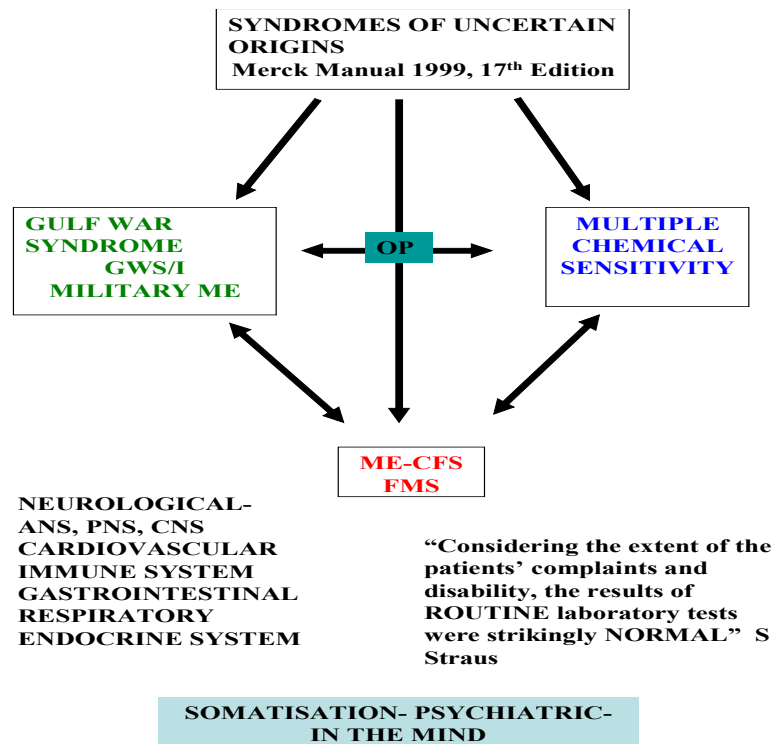 SYNDROMES OF UNCERTAIN
ORIGINS
Merck Manual 1999, 17th Edition
GULF WAR
SYNDROME
GWS/I
MILITARY ME
OP
MULTIPLE
CHEMICAL
SENSITIVITY
ME-CFS
FMS
NEUROLOGICAL-
ANS, PNS, CNS
CARDIOVASCULAR
IMMUNE SYSTEM
GASTROINTESTINAL
RESPIRATORY
ENDOCRINE SYSTEM
“Considering the extent of the
patients’ complaints and
disability, the results of
ROUTINE laboratory tests
were strikingly NORMAL” S
Straus
SOMATISATION- PSYCHIATRIC-
IN THE MIND